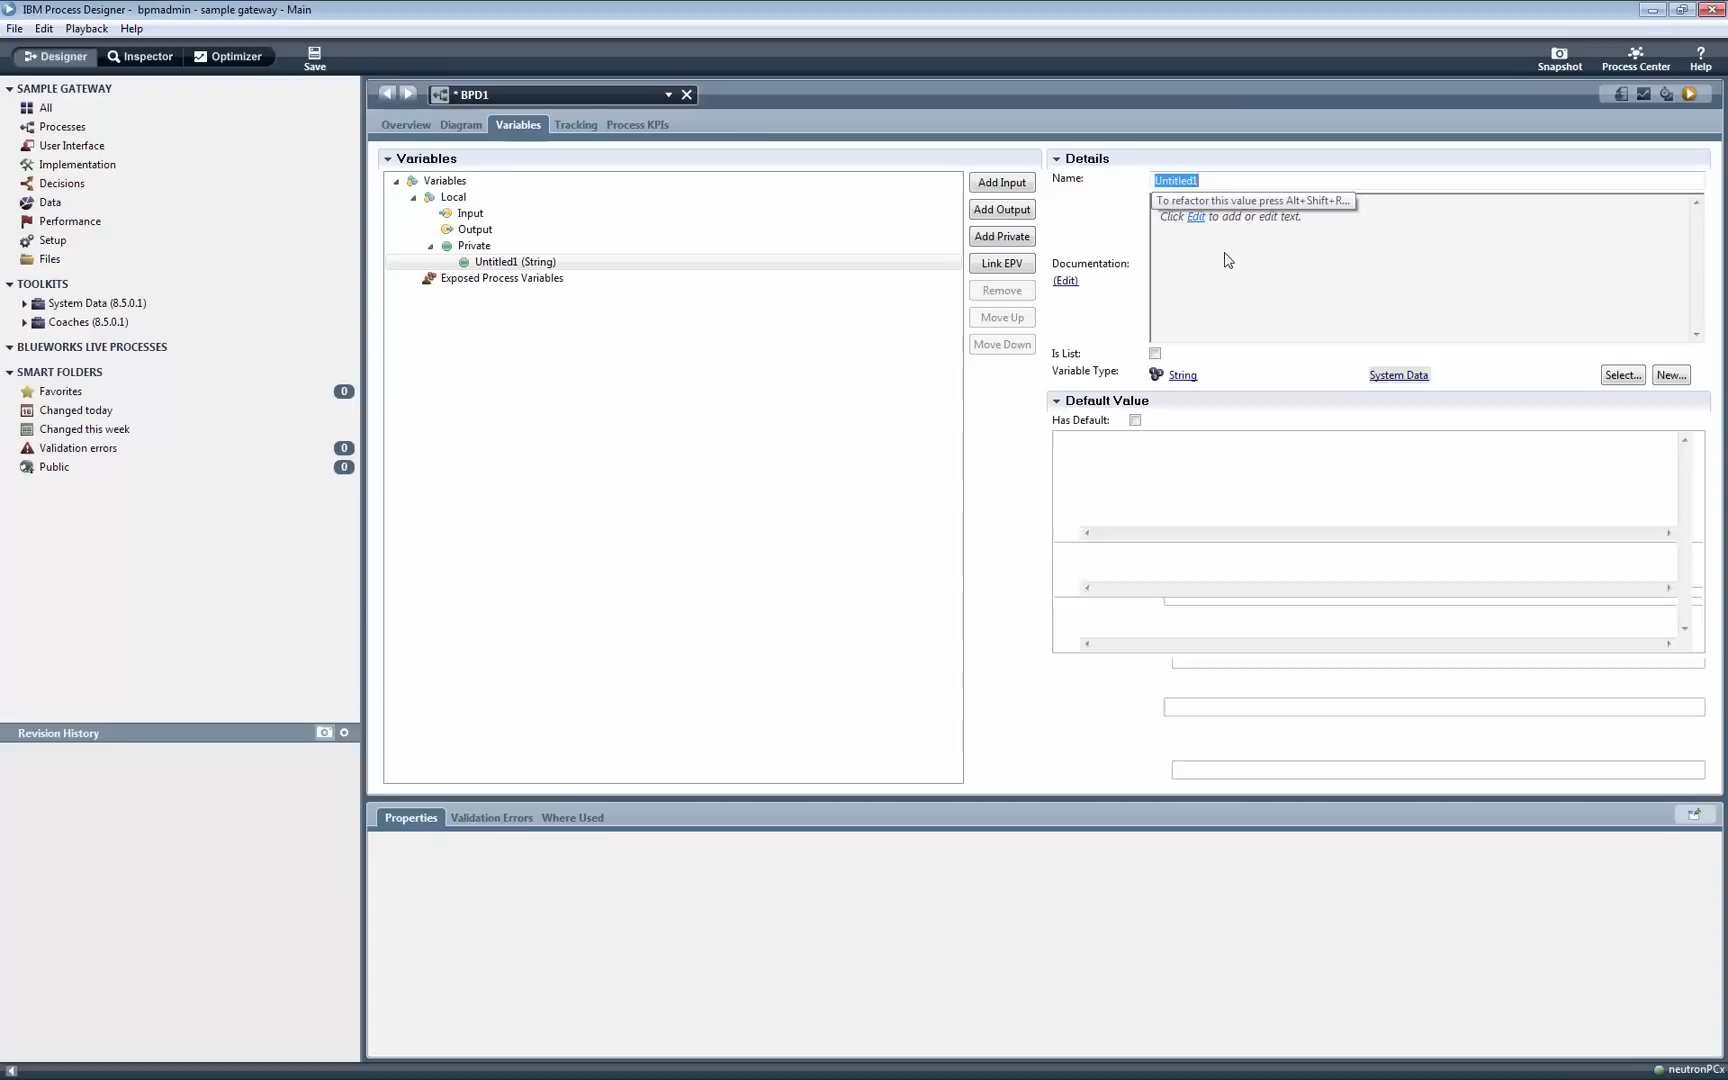 IBM Process Designer - bpmadmin - sample gateway - Main
File Edit Playback Help
Designer Inspector Optimizer Save Snapshot Process Center ? Help
SAMPLE GATEWAY
All
Processes
User Interface
Implementation
Decisions
Data
Performance
Setup
Files
TOOLKITS
System Data (8.5.0.1)
Coaches (8.5.0.1)
BLUEWORKS LIVE PROCESSES
SMART FOLDERS
Favorites 0
Changed today
Changed this week
Validation errors 0
Public 0
Revision History
* BPD1
Overview Diagram Variables Tracking Process KPIs
Variables
Variables
Local
Input
Output
Private
Untitled1 (String)
Exposed Process Variables
Add Input
Add Output
Add Private
Link EPV
Remove
Move Up
Move Down
Details
Name: Untitled1
To refactor this value press Alt+Shift+R...
Click Edit to add or edit text.
Documentation:
(Edit)
Is List:
Variable Type: String System Data Select... New...
Default Value
Has Default:
Properties Validation Errors Where Used
neutronPCx